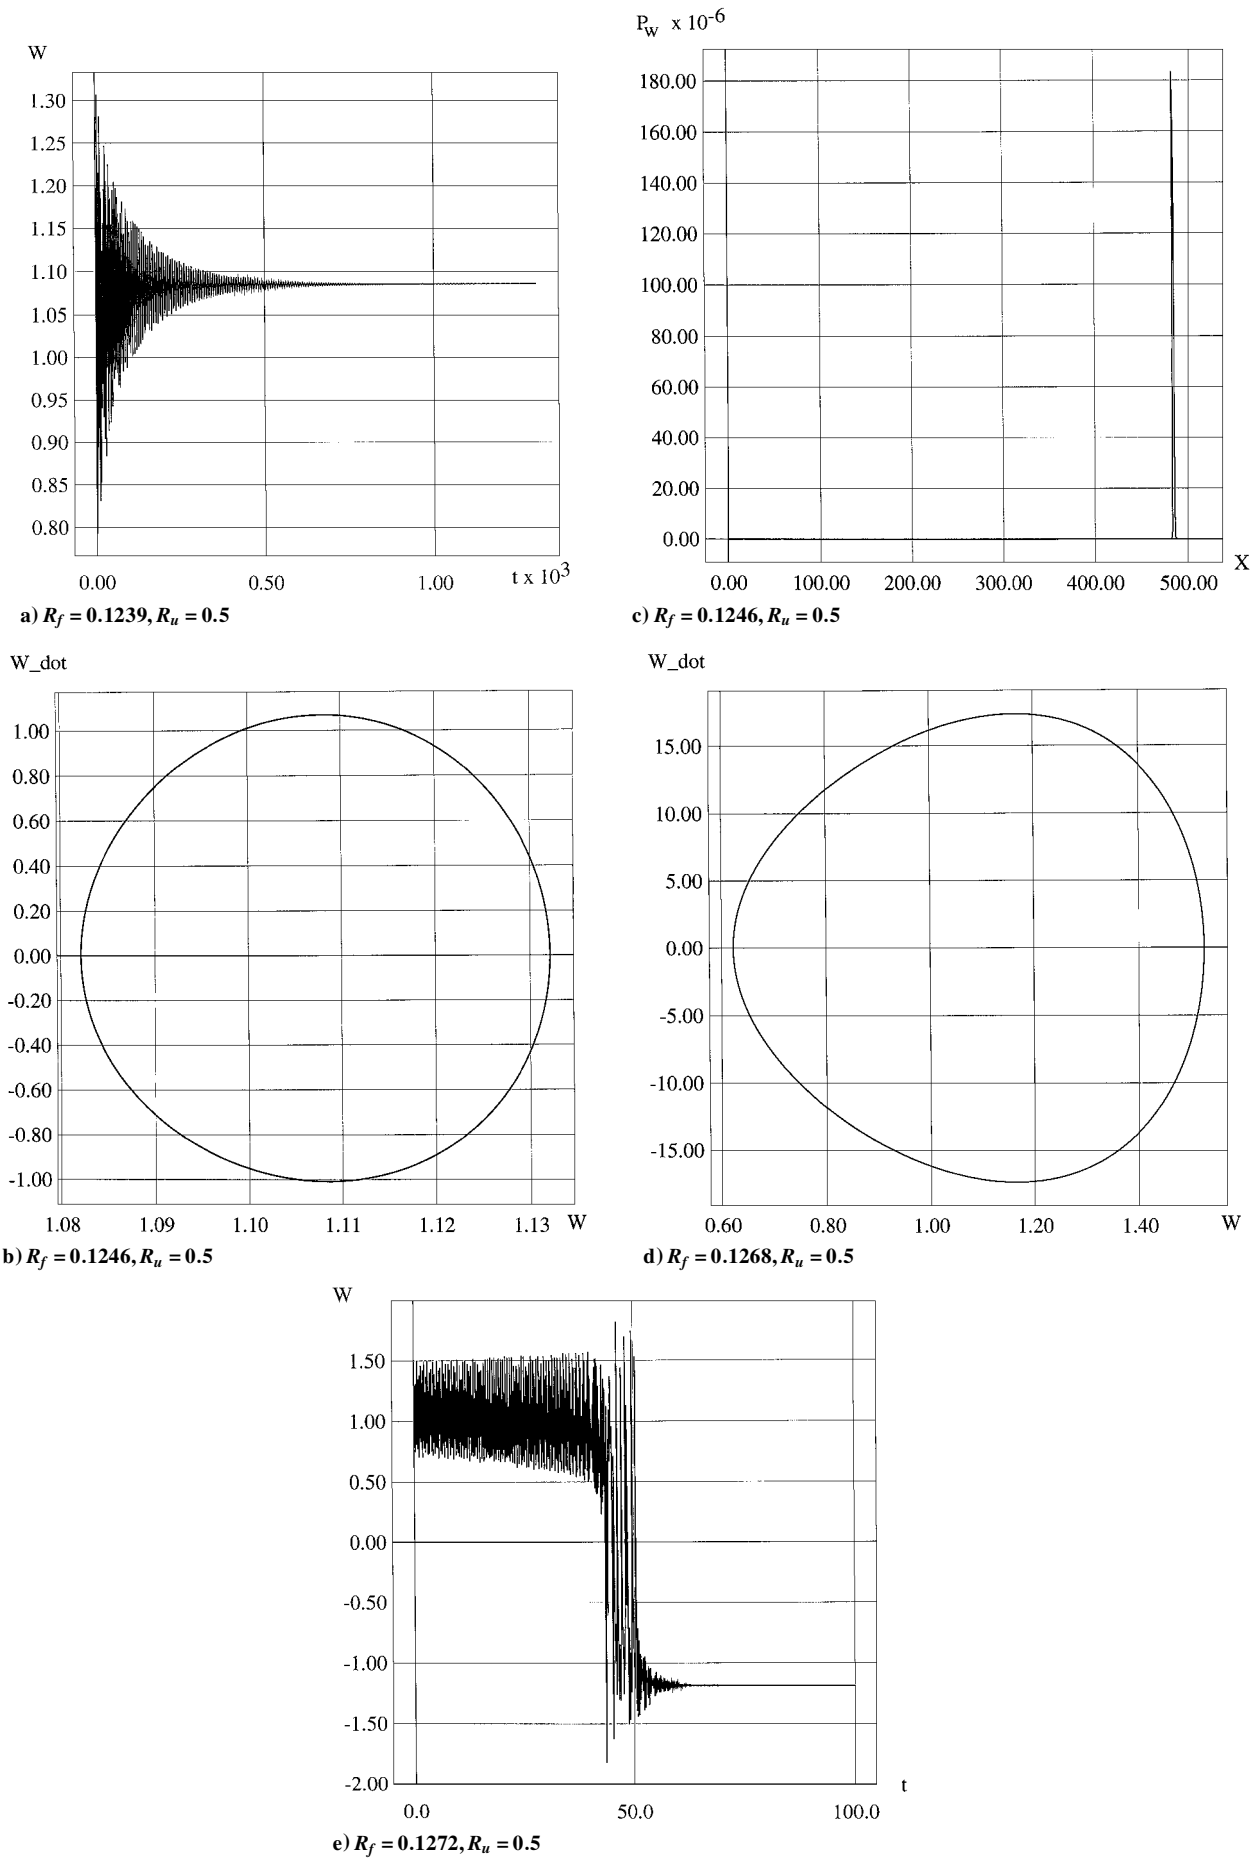 W
1.30
1.25
1.20
1.15
1.10
1.05
1.00
0.95
0.90
0.85
0.80
0.00 0.50 1.00 t x 10³
a) R_f = 0.1239, R_u = 0.5
P_W x 10⁻⁶
180.00
160.00
140.00
120.00
100.00
80.00
60.00
40.00
20.00
0.00
X
0.00 100.00 200.00 300.00 400.00 500.00
c) R_f = 0.1246, R_u = 0.5
W_dot
1.00
0.80
0.60
0.40
0.20
0.00
-0.20
-0.40
-0.60
-0.80
-1.00
1.08 1.09 1.10 1.11 1.12 1.13 W
b) R_f = 0.1246, R_u = 0.5
W_dot
15.00
10.00
5.00
0.00
-5.00
-10.00
-15.00
0.60 0.80 1.00 1.20 1.40 W
d) R_f = 0.1268, R_u = 0.5
W
1.50
1.00
0.50
0.00
-0.50
-1.00
-1.50
-2.00
t
0.0 50.0 100.0
e) R_f = 0.1272, R_u = 0.5